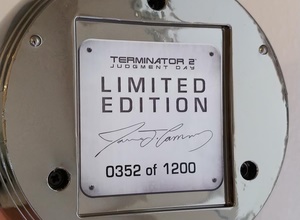 TERMINATOR 2
JUDGMENT DAY
LIMITED
EDITION
0352 of 1200